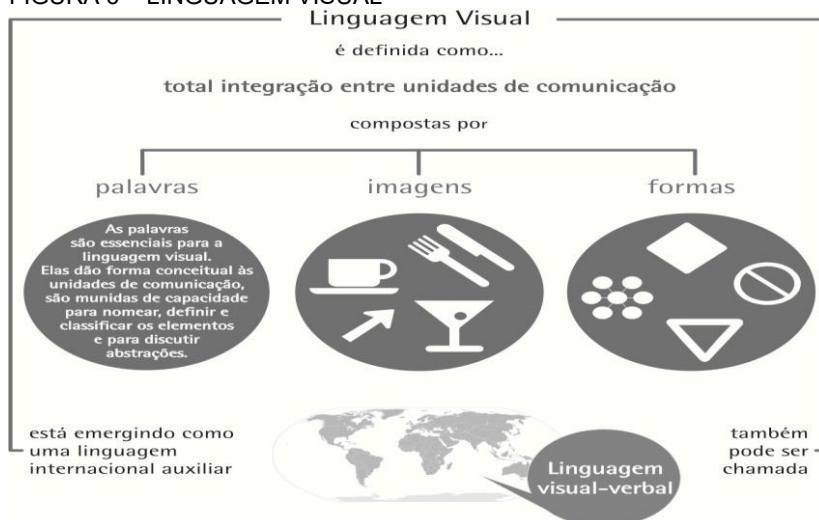 FIGURA 6 – LINGUAGEM VISUAL
Linguagem Visual
é definida como...
total integração entre unidades de comunicação
compostas por
palavras
imagens
formas
As palavras
são essenciais para a
linguagem visual.
Elas dão forma conceitual às
unidades de comunicação,
são munidas de capacidade
para nomear, definir e
classificar os elementos
e para discutir
abstrações.
está emergindo como
uma linguagem
internacional auxiliar
Linguagem
visual-verbal
também
pode ser
chamada